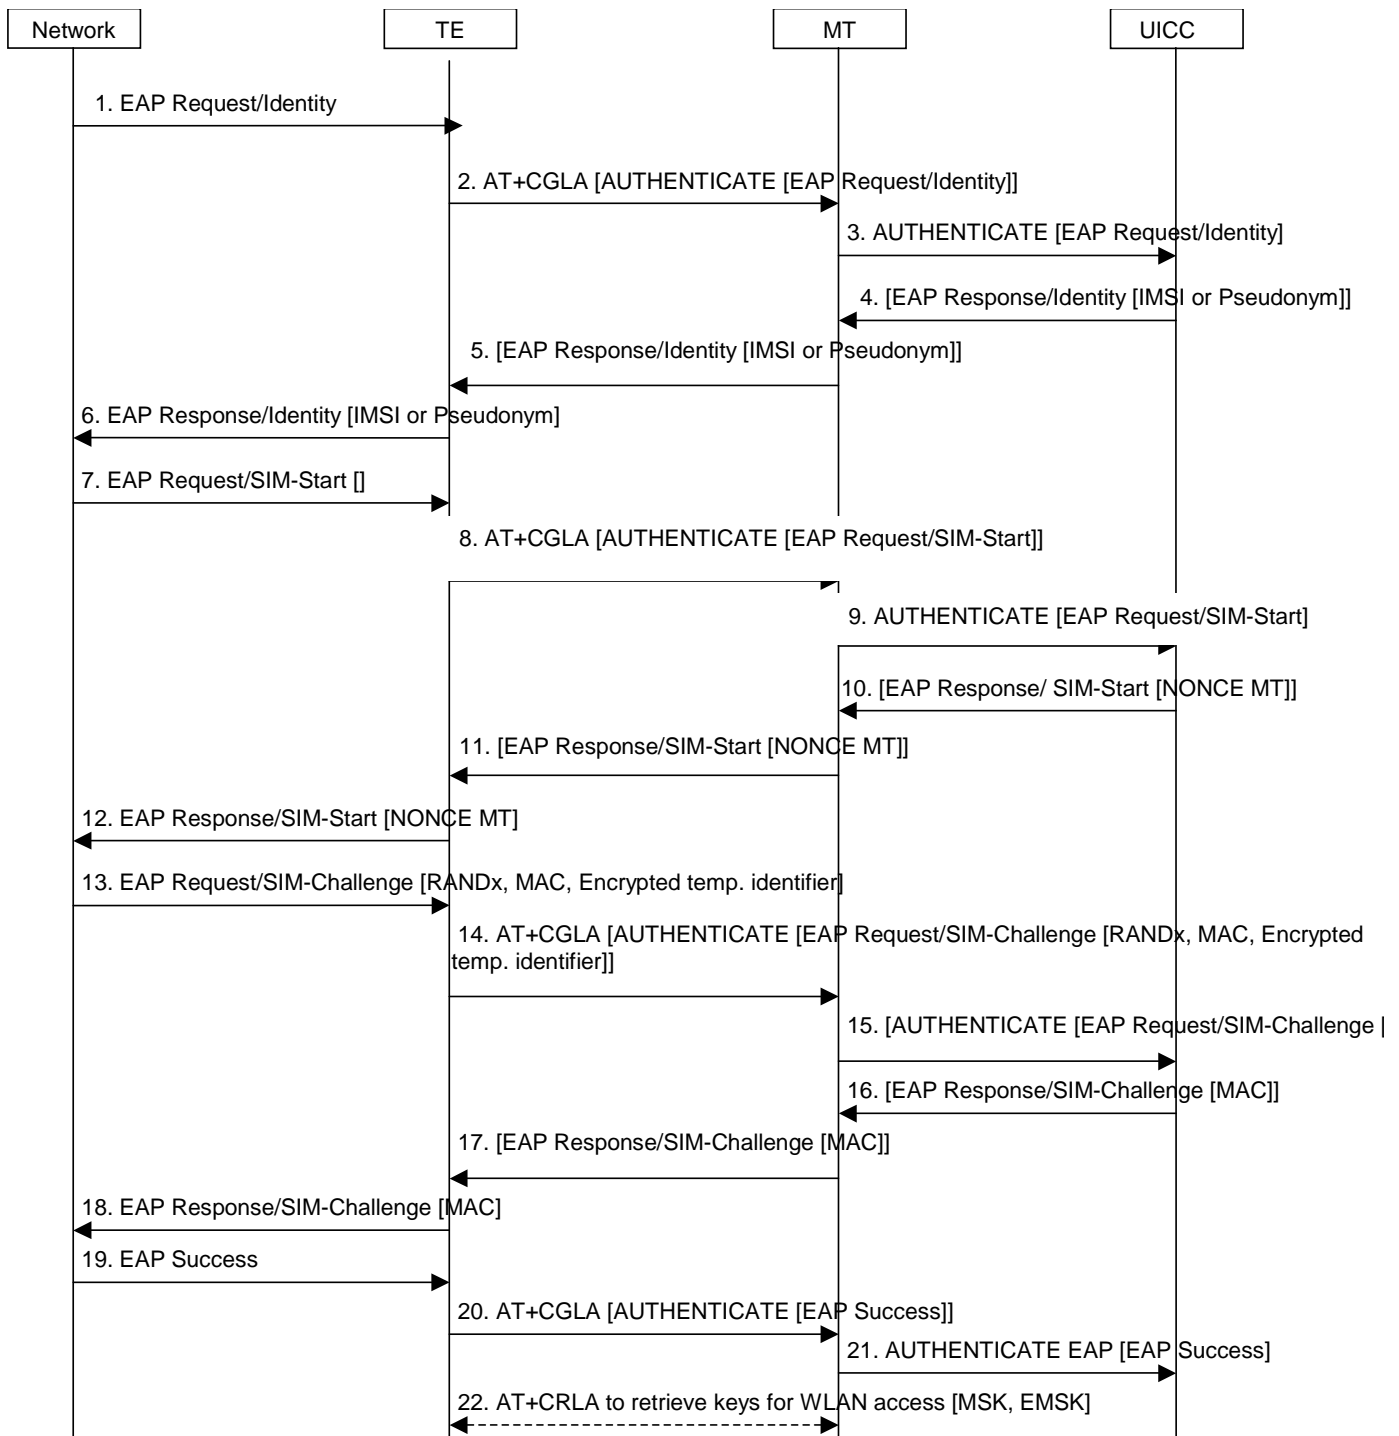 Network
TE
MT
UICC
1. EAP Request/Identity
2. AT+CGLA [AUTHENTICATE [EAP Request/Identity]]
3. AUTHENTICATE [EAP Request/Identity]
4. [EAP Response/Identity [IMSI or Pseudonym]]
5. [EAP Response/Identity [IMSI or Pseudonym]]
6. EAP Response/Identity [IMSI or Pseudonym]
7. EAP Request/SIM-Start []
8. AT+CGLA [AUTHENTICATE [EAP Request/SIM-Start]]
9. AUTHENTICATE [EAP Request/SIM-Start]
10. [EAP Response/ SIM-Start [NONCE MT]]
11. [EAP Response/SIM-Start [NONCE MT]]
12. EAP Response/SIM-Start [NONCE MT]
13. EAP Request/SIM-Challenge [RANDx, MAC, Encrypted temp. identifier]
14. AT+CGLA [AUTHENTICATE [EAP Request/SIM-Challenge [RANDx, MAC, Encrypted
temp. identifier]]
15. [AUTHENTICATE [EAP Request/SIM-Challenge [
16. [EAP Response/SIM-Challenge [MAC]]
17. [EAP Response/SIM-Challenge [MAC]]
18. EAP Response/SIM-Challenge [MAC]
19. EAP Success
20. AT+CGLA [AUTHENTICATE [EAP Success]]
21. AUTHENTICATE EAP [EAP Success]
22. AT+CRLA to retrieve keys for WLAN access [MSK, EMSK]